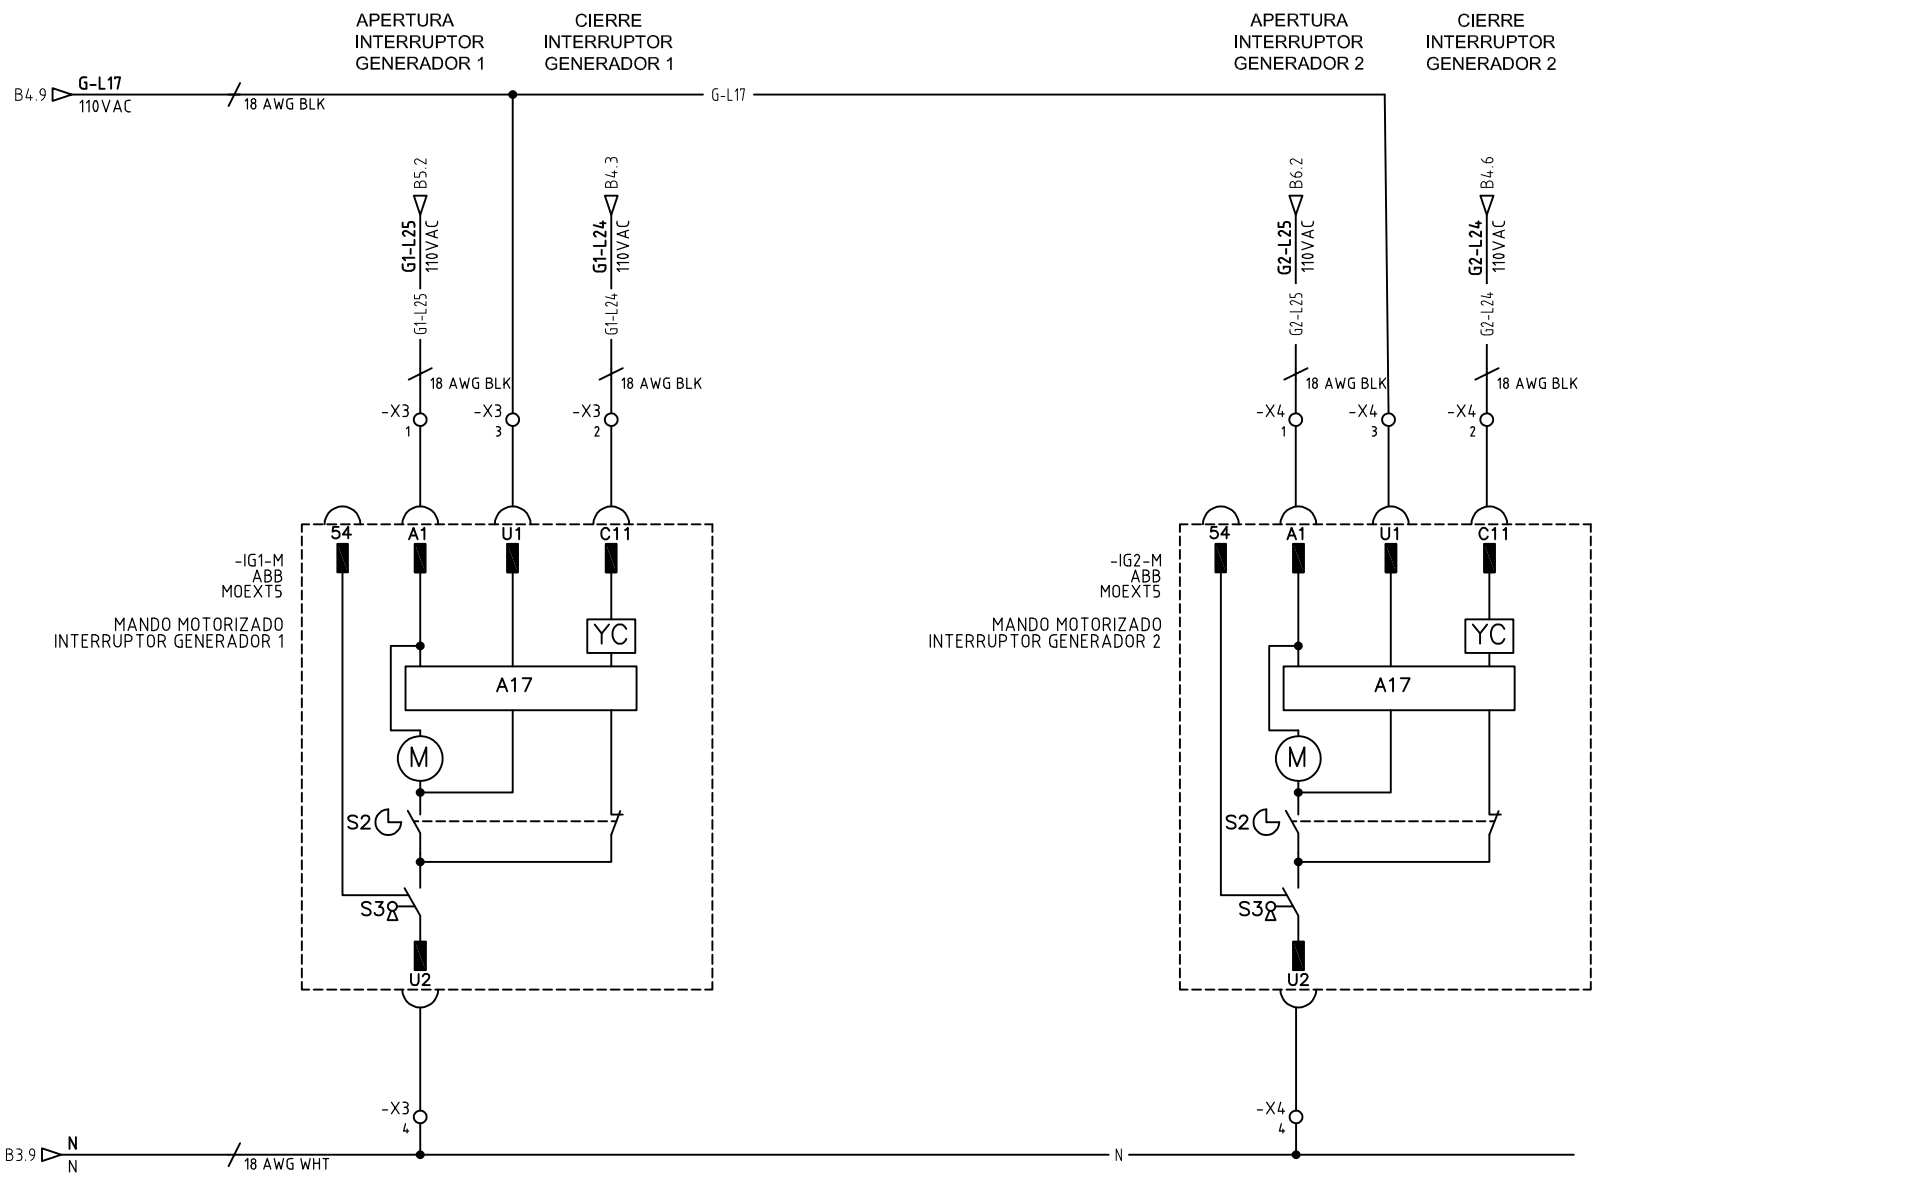 APERTURA
INTERRUPTOR
GENERADOR 1
CIERRE
INTERRUPTOR
GENERADOR 1
APERTURA
INTERRUPTOR
GENERADOR 2
CIERRE
INTERRUPTOR
GENERADOR 2
B4.9
G-L17
110VAC
18 AWG BLK
G-L17
B5.2
G1-L25
110VAC
G1-L25
18 AWG BLK
B4.3
G1-L24
110VAC
G1-L24
18 AWG BLK
B6.2
G2-L25
110VAC
G2-L25
18 AWG BLK
B4.6
G2-L24
110VAC
G2-L24
18 AWG BLK
-X3
1
-X3
3
-X3
2
-X4
1
-X4
3
-X4
2
54
A1
U1
C11
-IG1-M
ABB
MOEXT5
MANDO MOTORIZADO
INTERRUPTOR GENERADOR 1
YC
A17
M
S2
S3
U2
54
A1
U1
C11
-IG2-M
ABB
MOEXT5
MANDO MOTORIZADO
INTERRUPTOR GENERADOR 2
YC
A17
M
S2
S3
U2
-X3
4
-X4
4
B3.9
N
N
18 AWG WHT
N